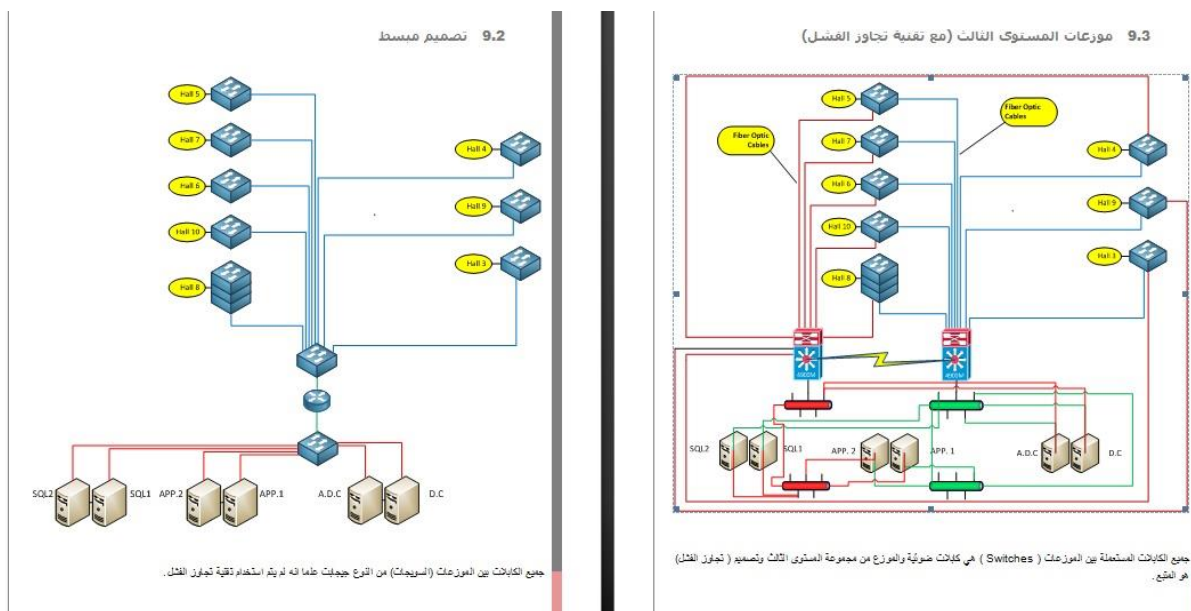 9.2 تصميم مبسط
Hall 5
Hall 7
Hall 6
Hall 10
Hall 8
Hall 4
Hall 9
Hall 3
SQL2
SQL1
APP.2
APP.1
A.D.C
D.C
جميع الكابلات بين الموزعات (السويجات) من النوع جيجابت علما انه لم يتم استخدام تقنية تجاوز الفشل.
9.3 موزعات المستوى الثالث (مع تقنية تجاوز الفشل)
Hall 5
Hall 7
Hall 6
Hall 10
Hall 8
Fiber Optic
Cables
Fiber Optic
Cables
Hall 4
Hall 9
Hall 3
SQL2
SQL1
APP. 2
APP. 1
A.D.C
D.C
جميع الكابلات المستعملة بين الموزعات ( Switches ) هي كابلات ضوئية والموزع من مجموعة المستوى الثالث وتصميم ( تجاوز الفشل)
هو المتبع.